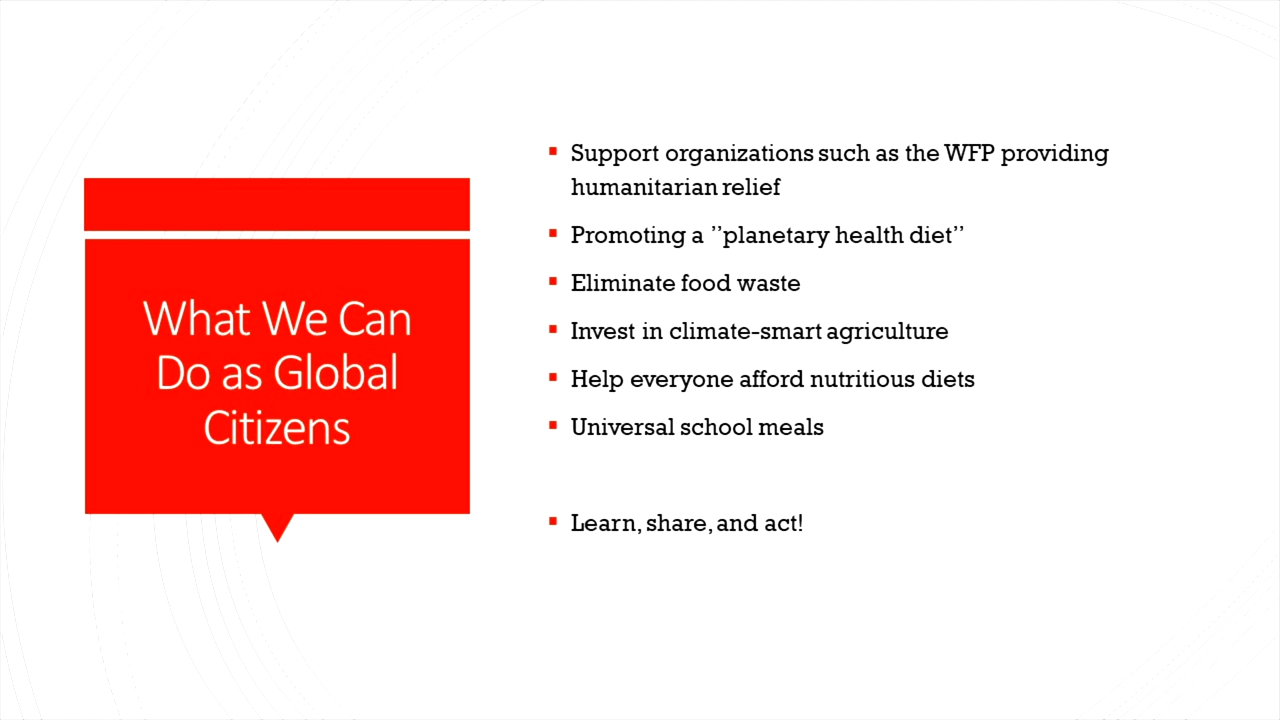 What We Can
Do as Global
Citizens
▪ Support organizations such as the WFP providing
humanitarian relief
▪ Promoting a ”planetary health diet”
▪ Eliminate food waste
▪ Invest in climate-smart agriculture
▪ Help everyone afford nutritious diets
▪ Universal school meals
▪ Learn, share, and act!